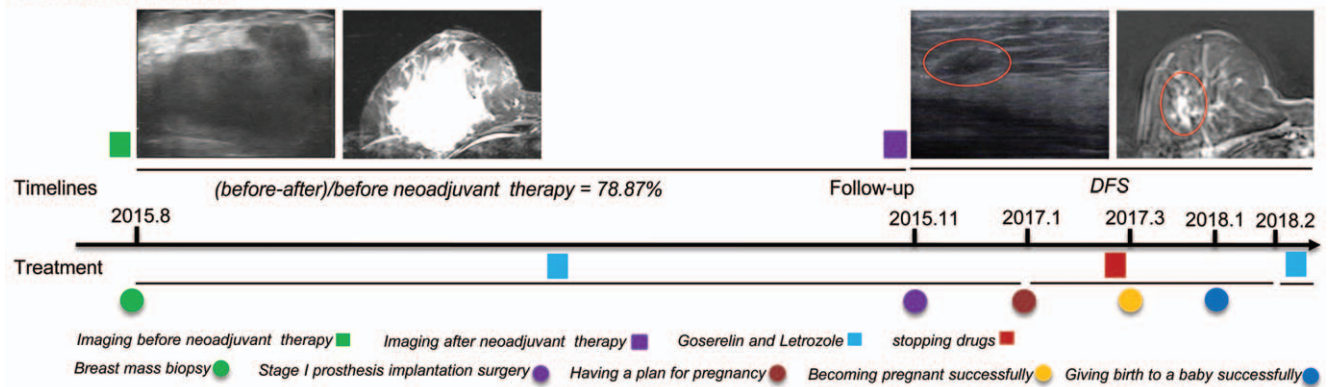 Timelines
(before-after)/before neoadjuvant therapy = 78.87%
Follow-up
DFS
2015.8
2015.11
2017.1
2017.3
2018.1
2018.2
Treatment
Imaging before neoadjuvant therapy
Imaging after neoadjuvant therapy
Goserelin and Letrozole
stopping drugs
Breast mass biopsy
Stage I prosthesis implantation surgery
Having a plan for pregnancy
Becoming pregnant successfully
Giving birth to a baby successfully